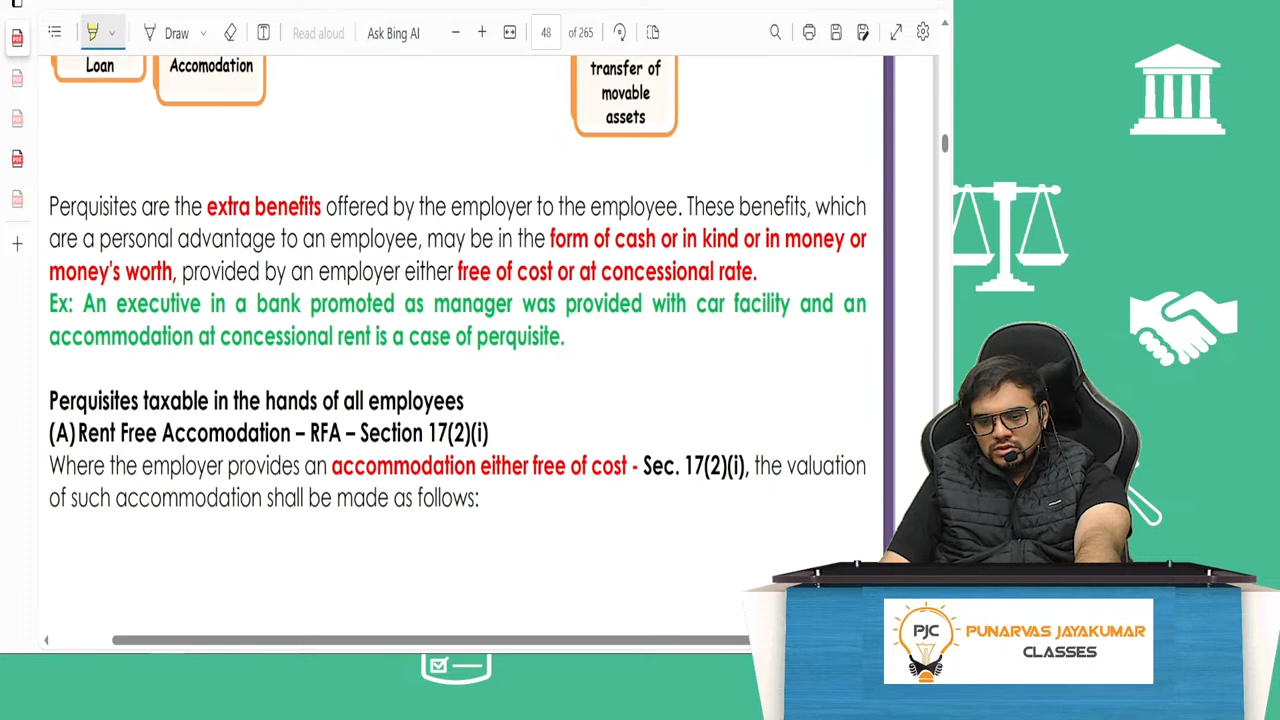 Draw
Read aloud
Ask Bing AI
48
of 265
Loan
Accomodation
transfer of
movable
assets
Perquisites are the extra benefits offered by the employer to the employee. These benefits, which
are a personal advantage to an employee, may be in the form of cash or in kind or in money or
money's worth, provided by an employer either free of cost or at concessional rate.
Ex: An executive in a bank promoted as manager was provided with car facility and an
accommodation at concessional rent is a case of perquisite.
Perquisites taxable in the hands of all employees
(A) Rent Free Accomodation – RFA – Section 17(2)(i)
Where the employer provides an accommodation either free of cost - Sec. 17(2)(i), the valuation
of such accommodation shall be made as follows:
PJC
PUNARVAS JAYAKUMAR
CLASSES